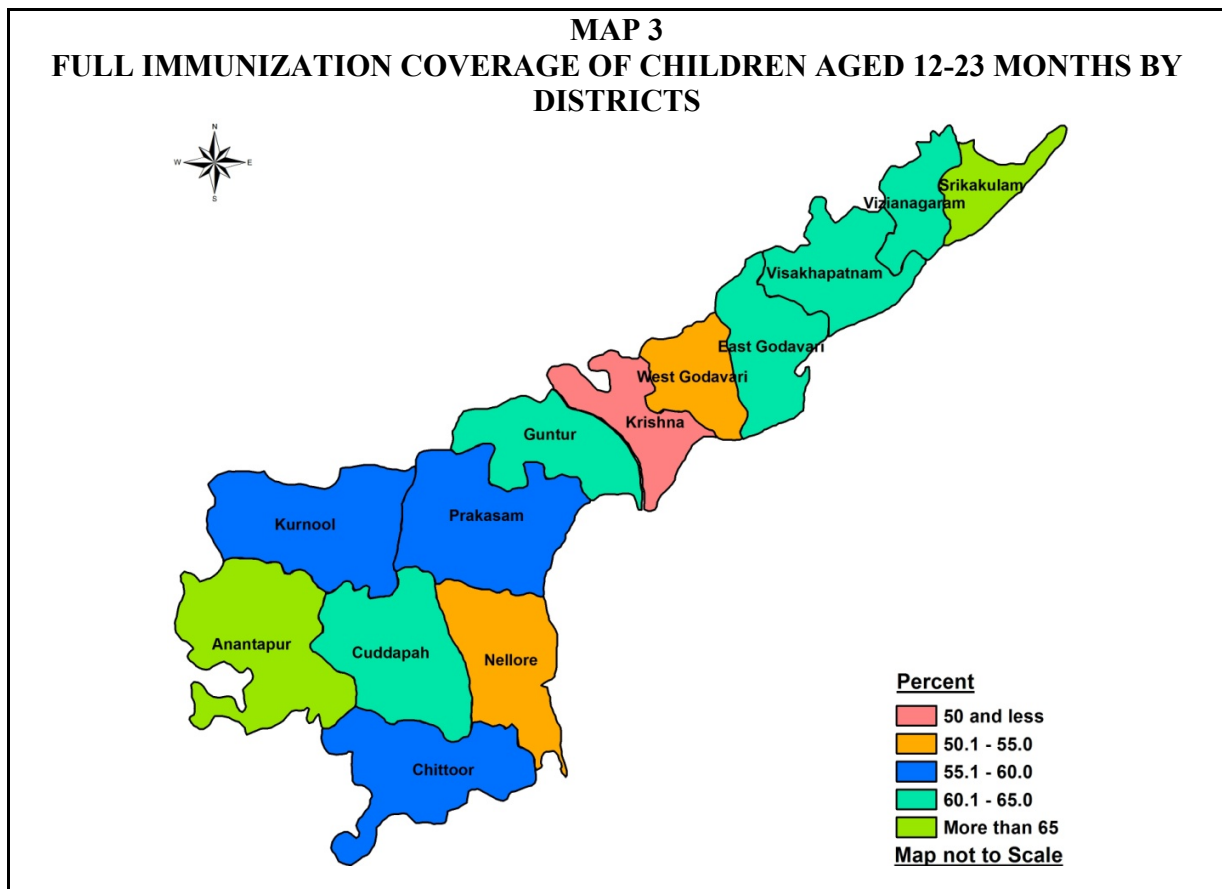 MAP 3
FULL IMMUNIZATION COVERAGE OF CHILDREN AGED 12-23 MONTHS BY
DISTRICTS
N
W
E
S
Srikakulam
Vizianagaram
Visakhapatnam
East Godavari
West Godavari
Krishna
Guntur
Prakasam
Kurnool
Anantapur
Cuddapah
Nellore
Chittoor
Percent
50 and less
50.1 - 55.0
55.1 - 60.0
60.1 - 65.0
More than 65
Map not to Scale